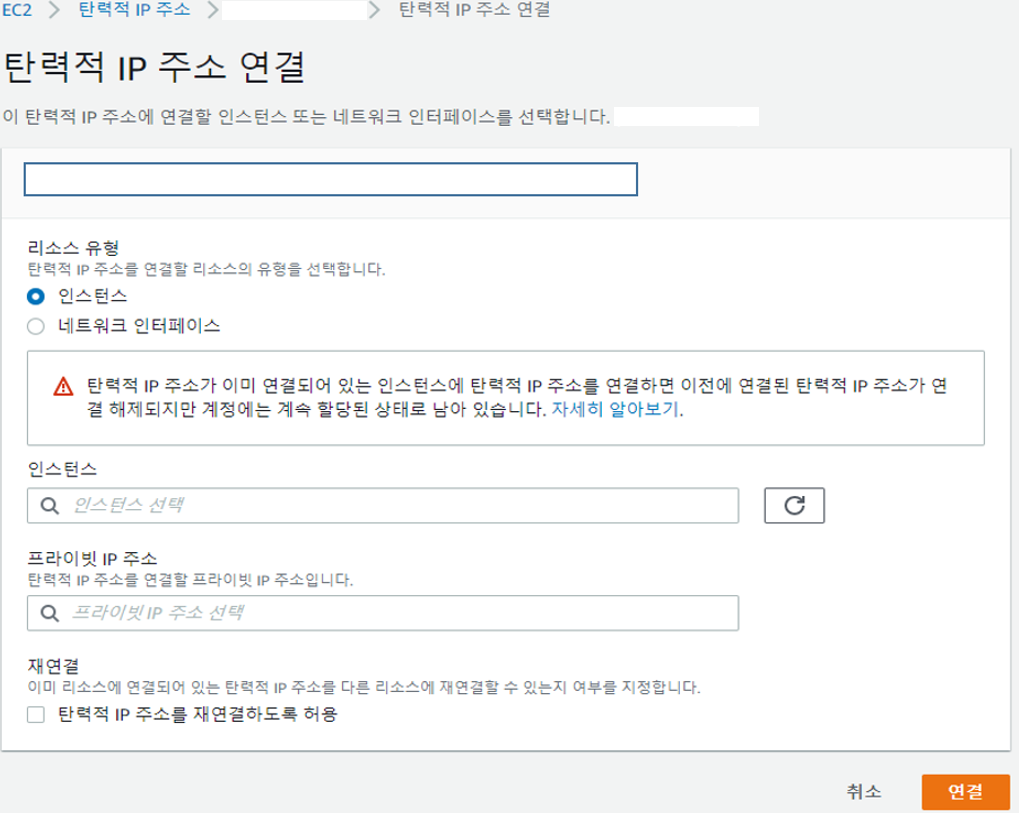 EC2 > 탄력적 IP 주소 > > 탄력적 IP 주소 연결
탄력적 IP 주소 연결
이 탄력적 IP 주소에 연결할 인스턴스 또는 네트워크 인터페이스를 선택합니다.
리소스 유형
탄력적 IP 주소를 연결할 리소스의 유형을 선택합니다.
인스턴스
네트워크 인터페이스
탄력적 IP 주소가 이미 연결되어 있는 인스턴스에 탄력적 IP 주소를 연결하면 이전에 연결된 탄력적 IP 주소가 연
결 해제되지만 계정에는 계속 할당된 상태로 남아 있습니다. 자세히 알아보기.
인스턴스
인스턴스 선택
프라이빗 IP 주소
탄력적 IP 주소를 연결할 프라이빗 IP 주소입니다.
프라이빗 IP 주소 선택
재연결
이미 리소스에 연결되어 있는 탄력적 IP 주소를 다른 리소스에 재연결할 수 있는지 여부를 지정합니다.
탄력적 IP 주소를 재연결하도록 허용
취소 연결